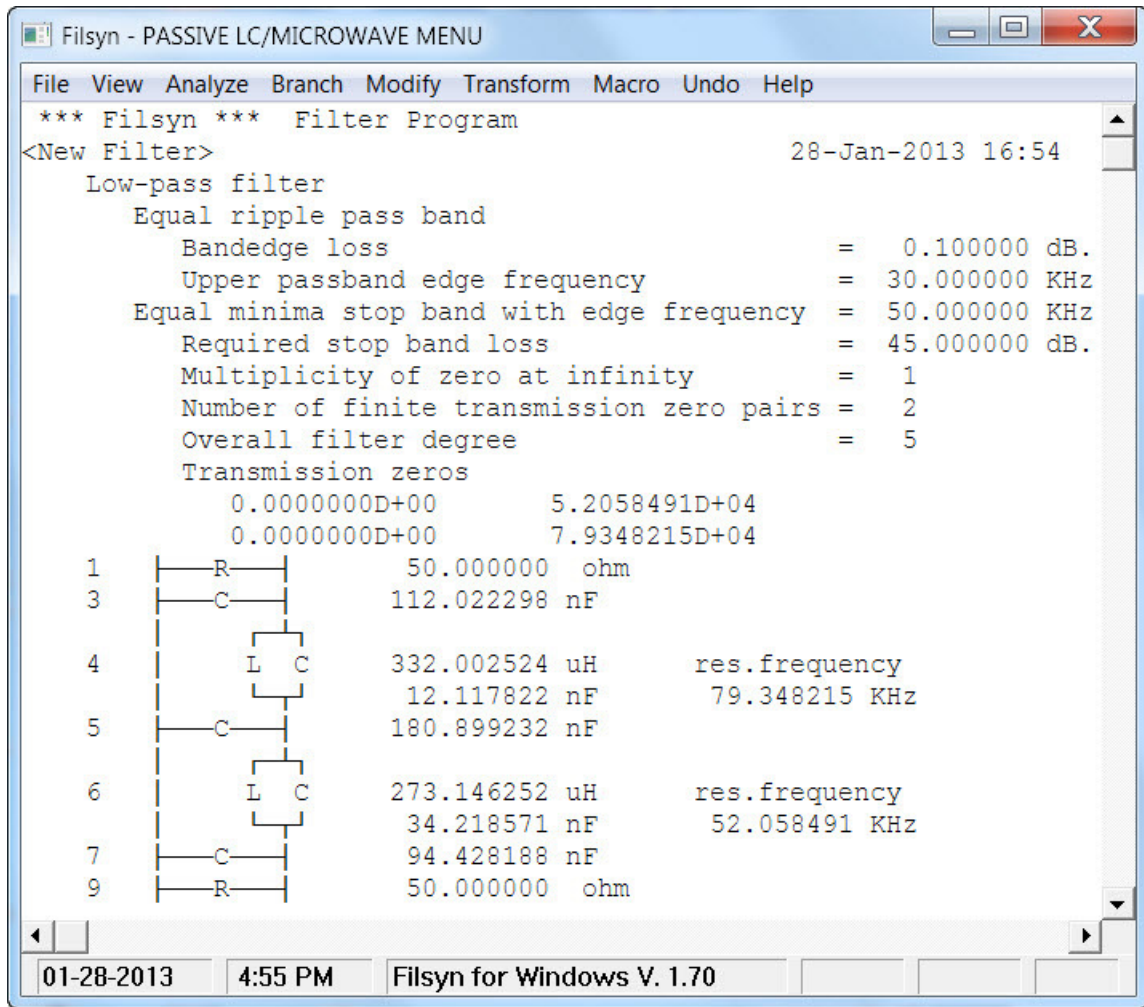 Filsyn - PASSIVE LC/MICROWAVE MENU
File View Analyze Branch Modify Transform Macro Undo Help
*** Filsyn *** Filter Program
<New Filter> 28-Jan-2013 16:54
Low-pass filter
Equal ripple pass band
Bandedge loss = 0.100000 dB.
Upper passband edge frequency = 30.000000 KHz
Equal minima stop band with edge frequency = 50.000000 KHz
Required stop band loss = 45.000000 dB.
Multiplicity of zero at infinity = 1
Number of finite transmission zero pairs = 2
Overall filter degree = 5
Transmission zeros
0.0000000D+00 5.2058491D+04
0.0000000D+00 7.9348215D+04
1 R 50.000000 ohm
3 C 112.022298 nF
4 L C 332.002524 uH res.frequency
12.117822 nF 79.348215 KHz
5 C 180.899232 nF
6 L C 273.146252 uH res.frequency
34.218571 nF 52.058491 KHz
7 C 94.428188 nF
9 R 50.000000 ohm
01-28-2013 4:55 PM Filsyn for Windows V. 1.70